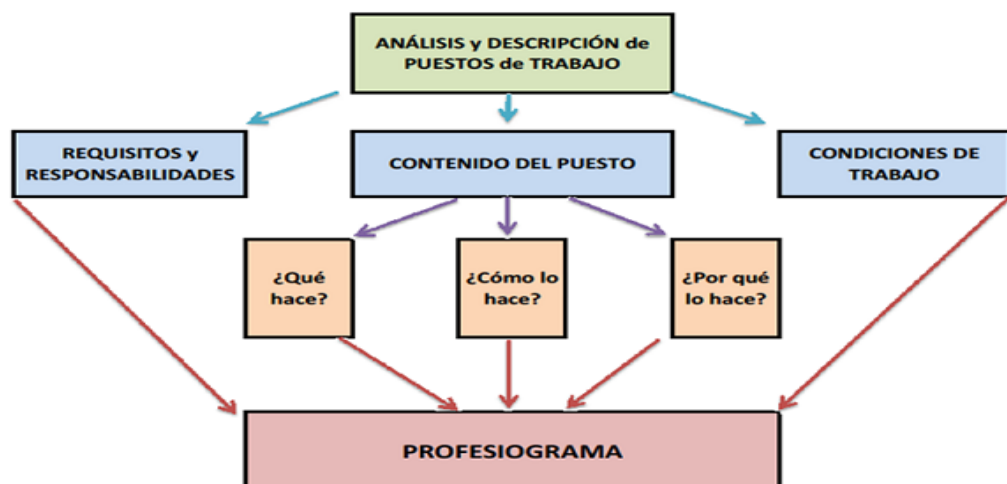 ANÁLISIS y DESCRIPCIÓN de
PUESTOS de TRABAJO
REQUISITOS y
RESPONSABILIDADES
CONTENIDO DEL PUESTO
CONDICIONES DE
TRABAJO
¿Qué
hace?
¿Cómo lo
hace?
¿Por qué
lo hace?
PROFESIOGRAMA